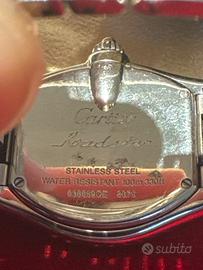 Cartier
Roadster
STAINLESS STEEL
WATER RESISTANT 100m/330ft
subito